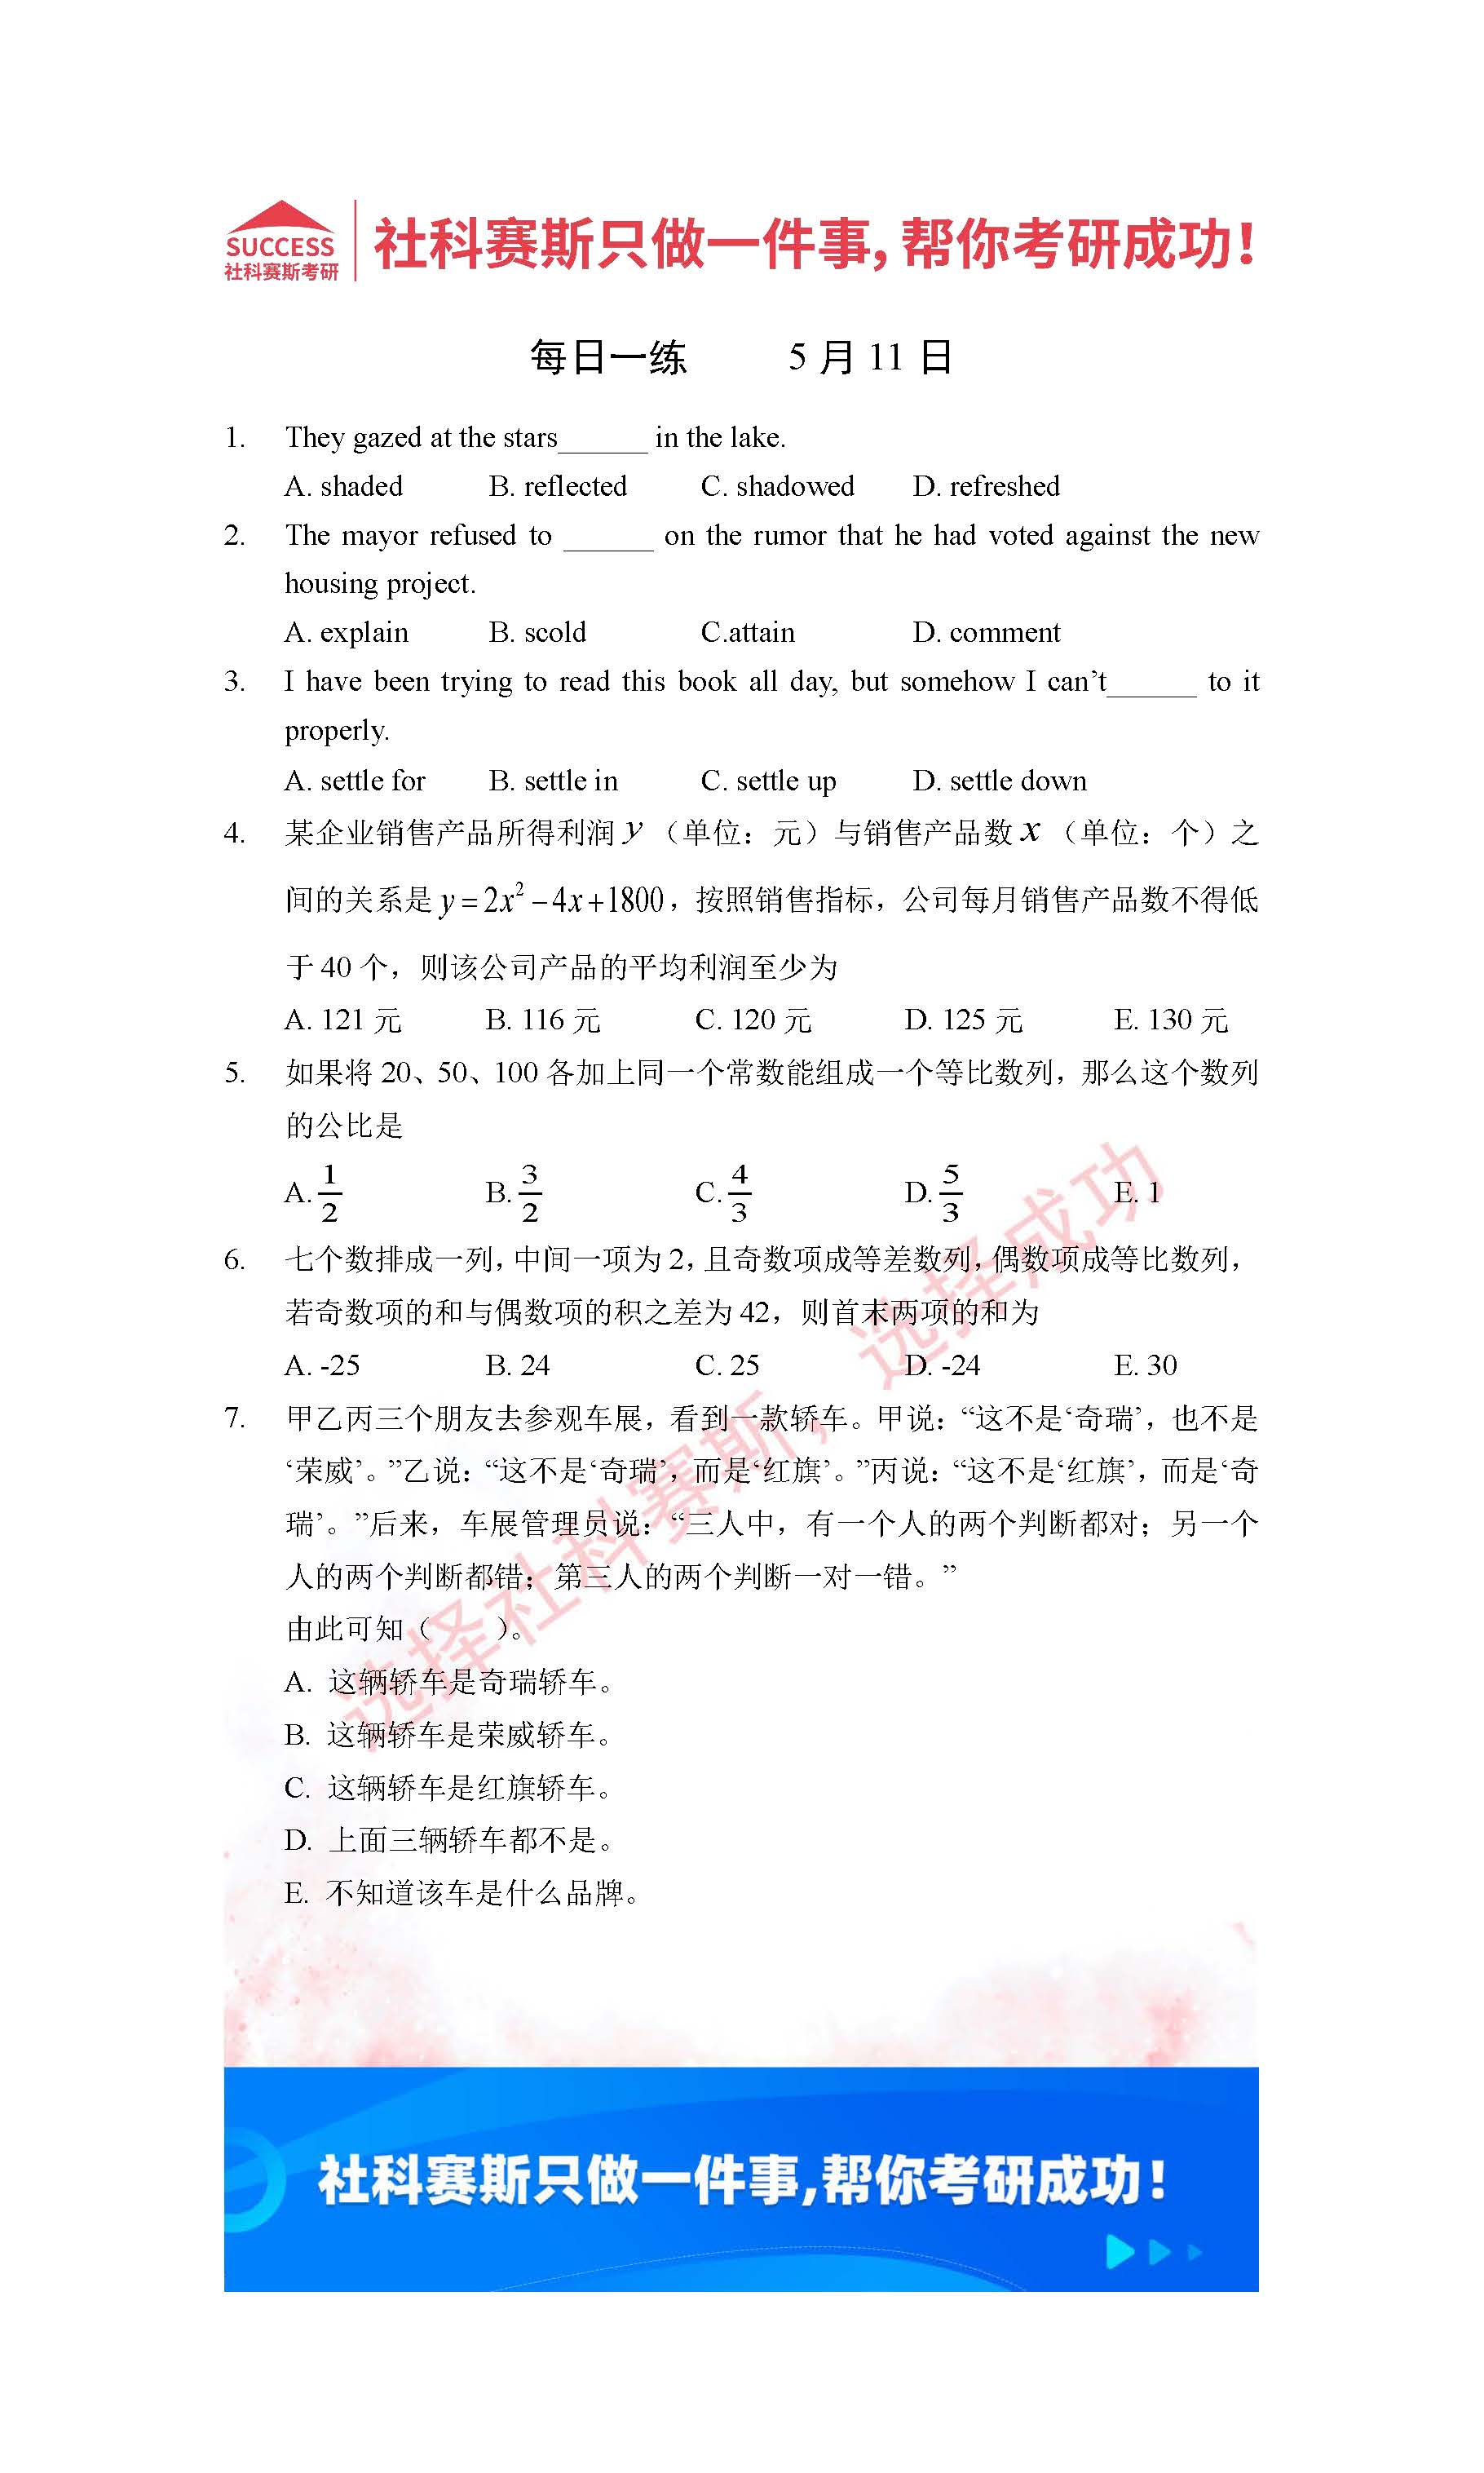 SUCCESS
社科赛斯考研
社科赛斯只做一件事,帮你考研成功!
每日一练 5 月 11 日
1. They gazed at the stars______ in the lake.
A. shaded B. reflected C. shadowed D. refreshed
2. The mayor refused to ______ on the rumor that he had voted against the new
housing project.
A. explain B. scold C.attain D. comment
3. I have been trying to read this book all day, but somehow I can’t______ to it
properly.
A. settle for B. settle in C. settle up D. settle down
4. 某企业销售产品所得利润 y（单位：元）与销售产品数 x（单位：个）之
间的关系是 y = 2x² − 4x + 1800，按照销售指标，公司每月销售产品数不得低
于 40 个，则该公司产品的平均利润至少为
A. 121 元 B. 116 元 C. 120 元 D. 125 元 E. 130 元
5. 如果将 20、50、100 各加上同一个常数能组成一个等比数列，那么这个数列
的公比是
A. 1/2 B. 3/2 C. 4/3 D. 5/3 E. 1
6. 七个数排成一列，中间一项为 2，且奇数项成等差数列，偶数项成等比数列，
若奇数项的和与偶数项的积之差为 42，则首末两项的和为
A. -25 B. 24 C. 25 D. -24 E. 30
7. 甲乙丙三个朋友去参观车展，看到一款轿车。甲说：“这不是‘奇瑞’，也不是
‘荣威’。”乙说：“这不是‘奇瑞’，而是‘红旗’。”丙说：“这不是‘红旗’，而是‘奇
瑞’。”后来，车展管理员说：“三人中，有一个人的两个判断都对；另一个
人的两个判断都错；第三人的两个判断一对一错。”
由此可知（ ）。
A. 这辆轿车是奇瑞轿车。
B. 这辆轿车是荣威轿车。
C. 这辆轿车是红旗轿车。
D. 上面三辆轿车都不是。
E. 不知道该车是什么品牌。
选择社科赛斯，选择成功
社科赛斯只做一件事,帮你考研成功!